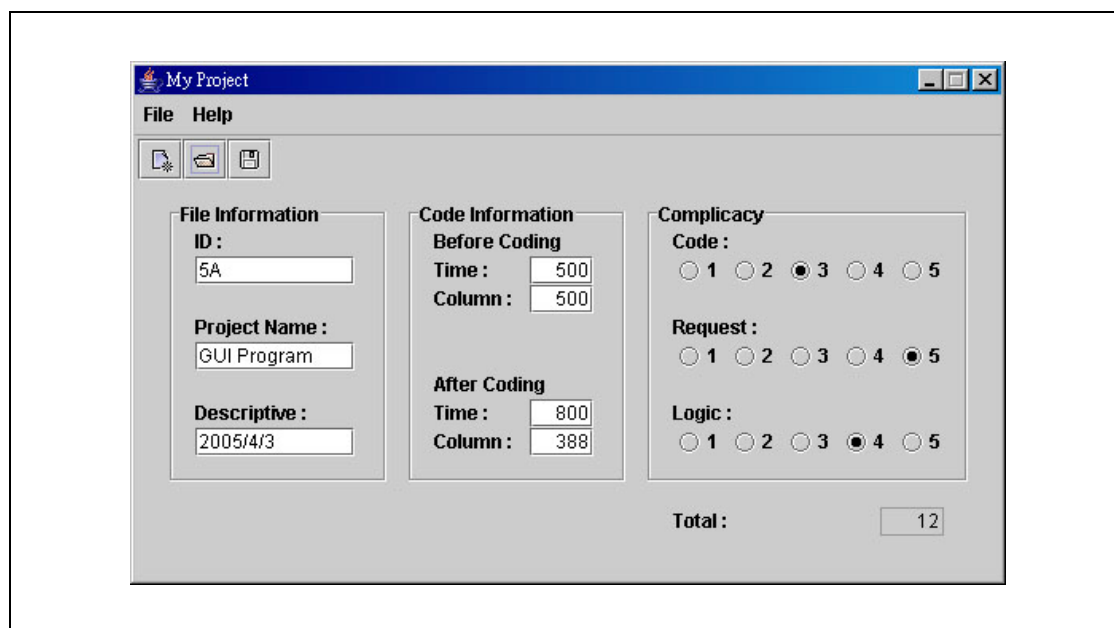 My Project
File Help
File Information
ID :
5A
Project Name :
GUI Program
Descriptive :
2005/4/3
Code Information
Before Coding
Time : 500
Column : 500
After Coding
Time : 800
Column : 388
Complicacy
Code :
1 2 3 4 5
Request :
1 2 3 4 5
Logic :
1 2 3 4 5
Total : 12